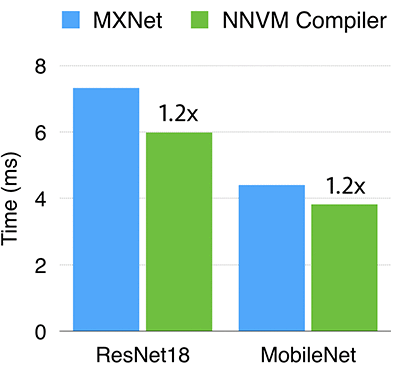 MXNet NNVM Compiler
8
6
4
2
0
Time (ms)
1.2x
1.2x
ResNet18 MobileNet